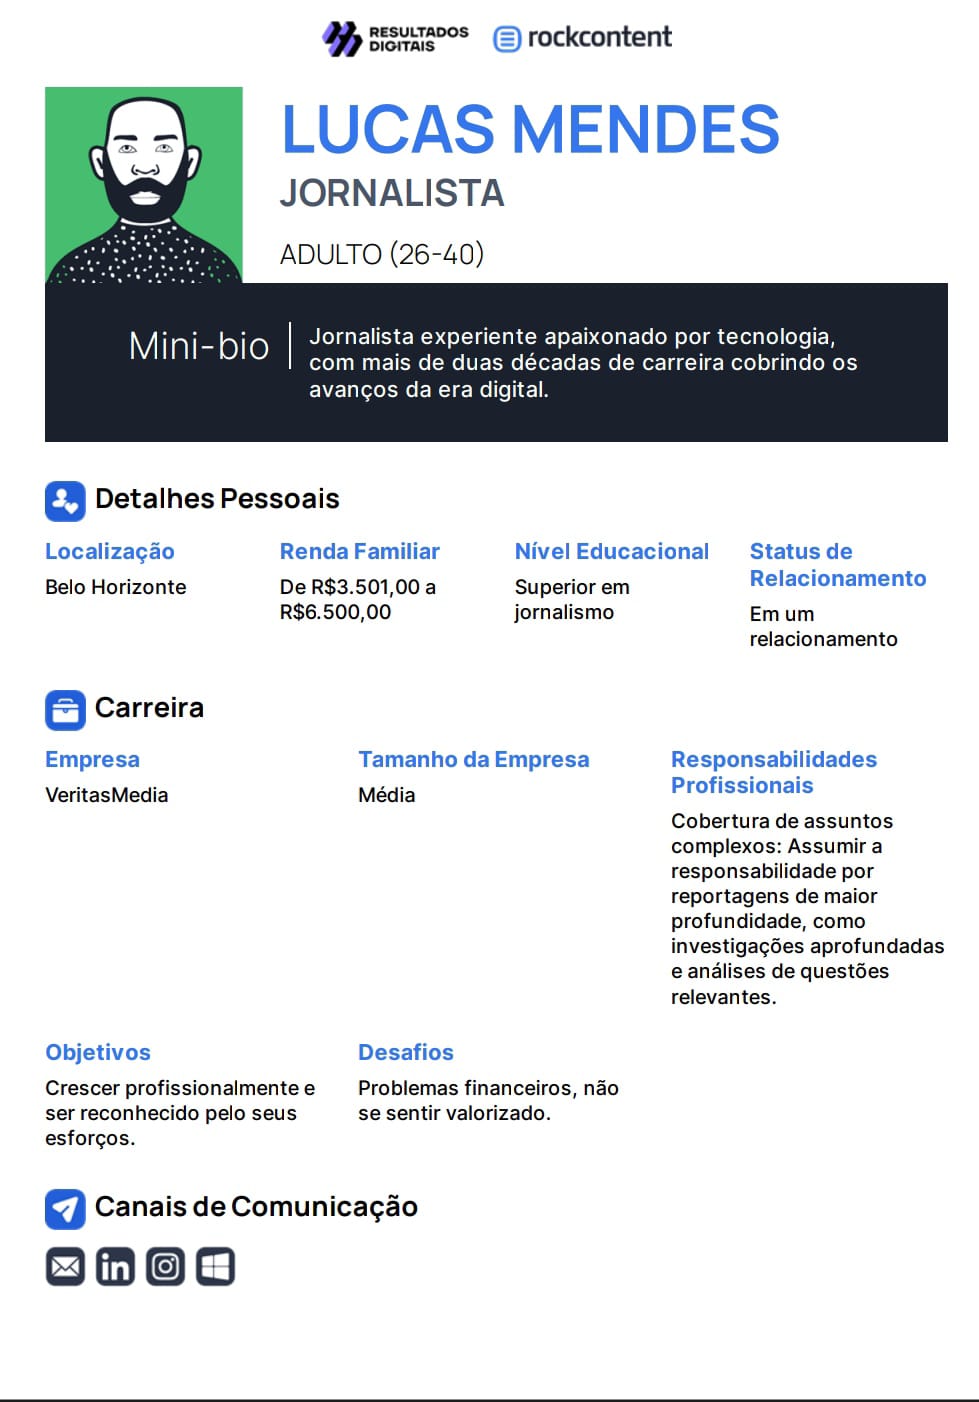 RESULTADOS
DIGITAIS
rockcontent
LUCAS MENDES
JORNALISTA
ADULTO (26-40)
Mini-bio
Jornalista experiente apaixonado por tecnologia,
com mais de duas décadas de carreira cobrindo os
avanços da era digital.
Detalhes Pessoais
Localização
Belo Horizonte
Renda Familiar
De R$3.501,00 a
R$6.500,00
Nível Educacional
Superior em
jornalismo
Status de
Relacionamento
Em um
relacionamento
Carreira
Empresa
VeritasMedia
Tamanho da Empresa
Média
Responsabilidades
Profissionais
Cobertura de assuntos
complexos: Assumir a
responsabilidade por
reportagens de maior
profundidade, como
investigações aprofundadas
e análises de questões
relevantes.
Objetivos
Crescer profissionalmente e
ser reconhecido pelo seus
esforços.
Desafios
Problemas financeiros, não
se sentir valorizado.
Canais de Comunicação
in